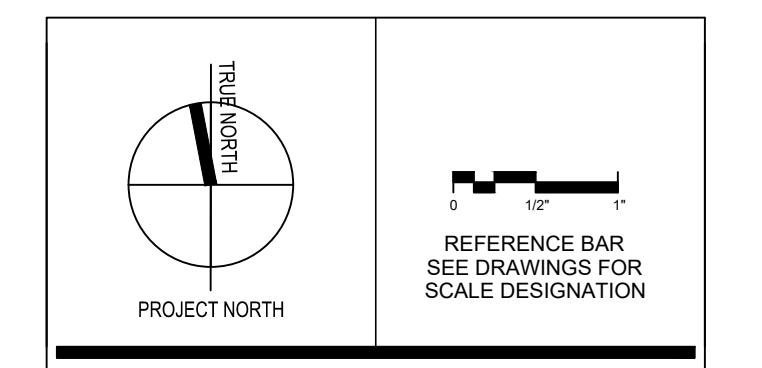 TRUE NORTH
PROJECT NORTH
0 1/2" 1"
REFERENCE BAR
SEE DRAWINGS FOR
SCALE DESIGNATION